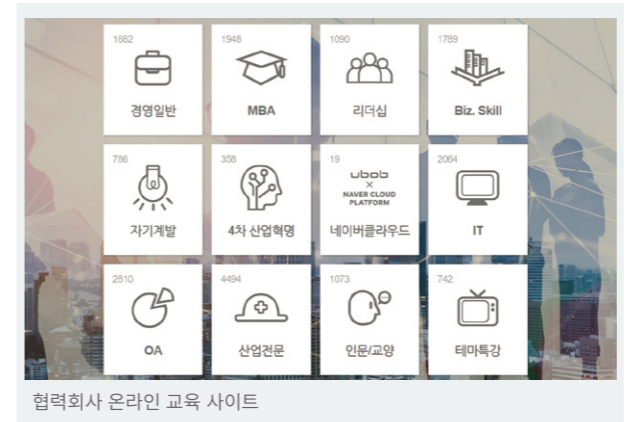 1682
경영일반
1948
MBA
1090
리더십
1789
Biz. Skill
786
자기계발
358
4차 산업혁명
19
ubob
×
NAVER CLOUD
PLATFORM
네이버클라우드
2064
IT
2810
OA
4494
산업전문
1073
인문/교양
742
테마특강
협력회사 온라인 교육 사이트